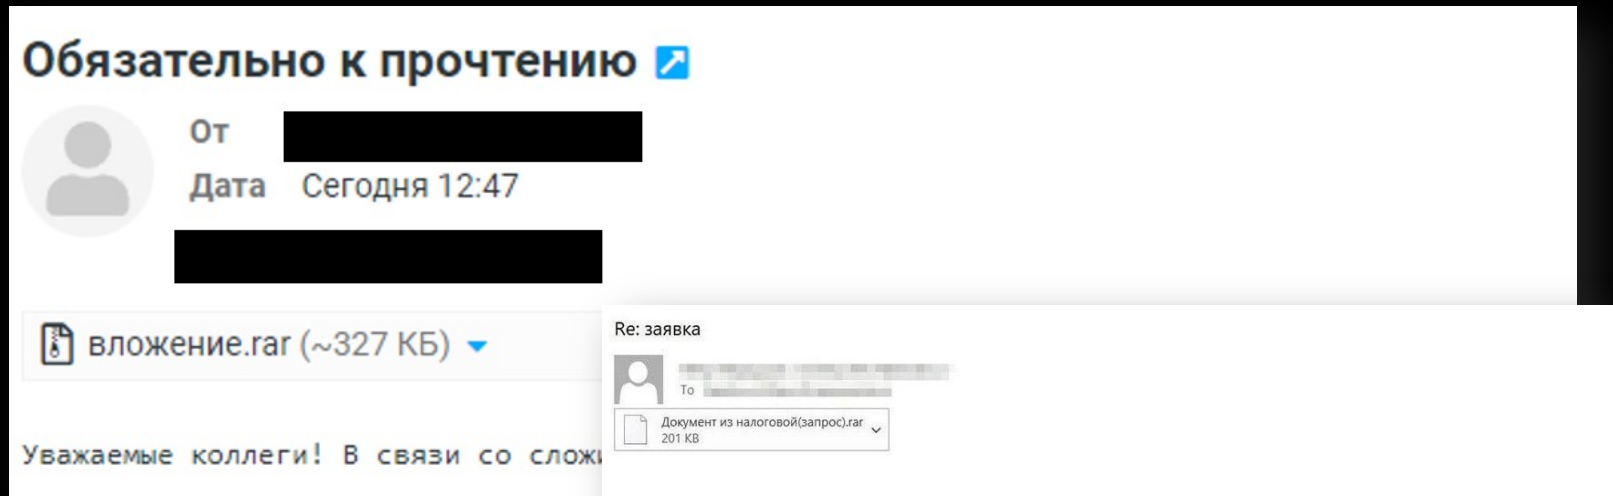 Обязательно к прочтению
От
Дата Сегодня 12:47
вложение.rar (~327 КБ)
Уважаемые коллеги! В связи со
Re: заявка
To
Документ из налоговой(запрос).rar
201 KB